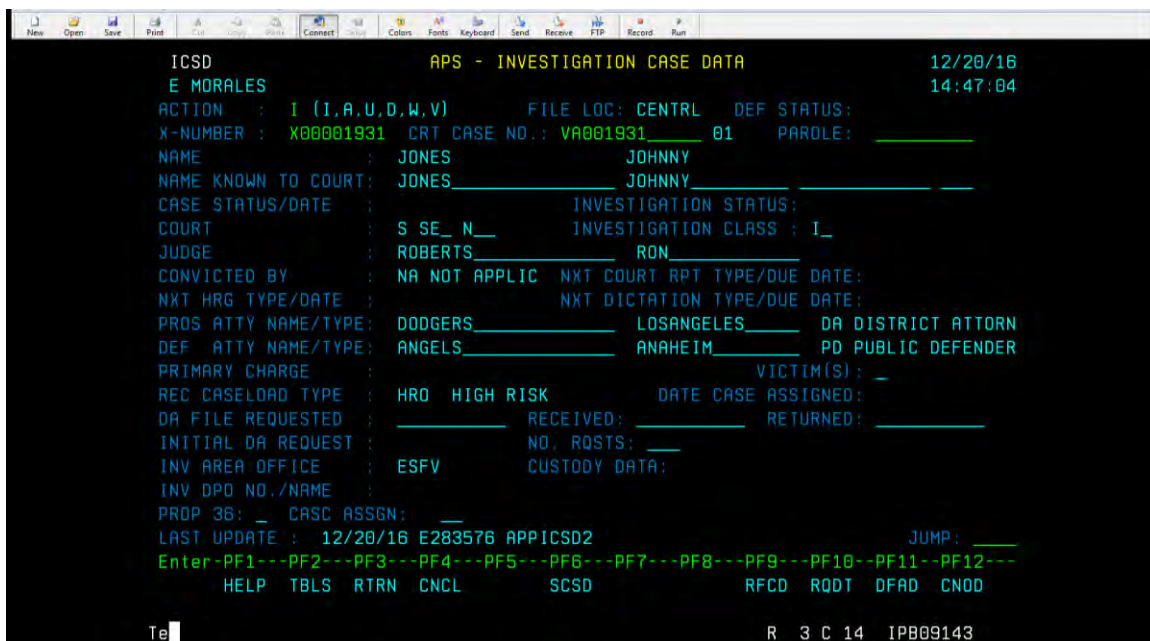 New Open Save Print Cut Copy Paste Connect Setup Colors Fonts Keyboard Send Receive FTP Record Run
ICSD APS - INVESTIGATION CASE DATA 12/20/16
E MORALES 14:47:04
ACTION : I (I,A,U,D,W,V) FILE LOC: CENTRL DEF STATUS:
X-NUMBER : X00001931 CRT CASE NO.: VA001931______ 01 PAROLE: __________
NAME : JONES JOHNNY
NAME KNOWN TO COURT: JONES_______________ JOHNNY_________ ____________ ___
CASE STATUS/DATE : INVESTIGATION STATUS:
COURT : S SE_ N__ INVESTIGATION CLASS : I_
JUDGE : ROBERTS_____________ RON____________
CONVICTED BY : NA NOT APPLIC NXT COURT RPT TYPE/DUE DATE:
NXT HRG TYPE/DATE : NXT DICTATION TYPE/DUE DATE:
PROS ATTY NAME/TYPE: DODGERS_____________ LOSANGELES_____ DA DISTRICT ATTORN
DEF ATTY NAME/TYPE: ANGELS______________ ANAHEIM________ PD PUBLIC DEFENDER
PRIMARY CHARGE : VICTIM(S): _
REC CASELOAD TYPE : HRO HIGH RISK DATE CASE ASSIGNED:
DA FILE REQUESTED : __________ RECEIVED: __________ RETURNED: __________
INITIAL DA REQUEST : NO. RQSTS: ___
INV AREA OFFICE : ESFV CUSTODY DATA:
INV DPO NO./NAME :
PROP 36: _ CASC ASSGN: __
LAST UPDATE : 12/20/16 E283576 APPICSD2 JUMP: ____
Enter-PF1---PF2---PF3---PF4---PF5---PF6---PF7---PF8---PF9---PF10--PF11--PF12---
HELP TBLS RTRN CNCL SCSD RFCD RQDT DFAD CNOD
Te R 3 C 14 IPB09143